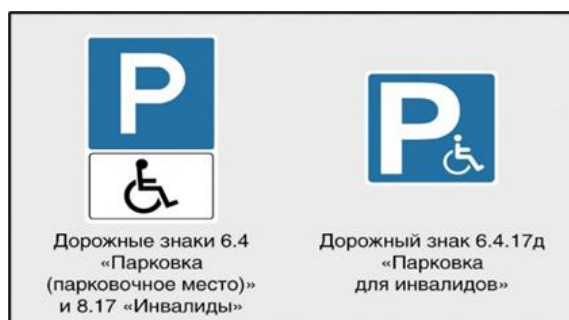 P
P
Дорожные знаки 6.4
«Парковка
(парковочное место)»
и 8.17 «Инвалиды»
Дорожный знак 6.4.17д
«Парковка
для инвалидов»